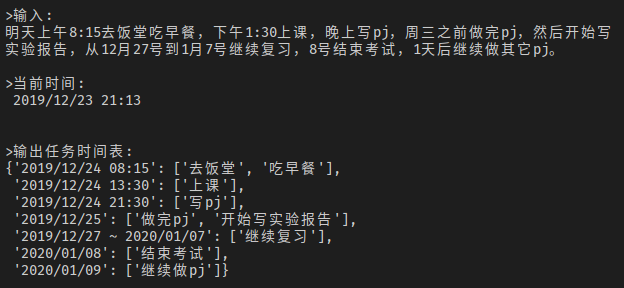 >输入:
明天上午8:15去饭堂吃早餐，下午1:30上课，晚上写pj，周三之前做完pj，然后开始写
实验报告，从12月27号到1月7号继续复习，8号结束考试，1天后继续做其它pj。
>当前时间:
2019/12/23 21:13
>输出任务时间表:
{'2019/12/24 08:15': ['去饭堂', '吃早餐'],
'2019/12/24 13:30': ['上课'],
'2019/12/24 21:30': ['写pj'],
'2019/12/25': ['做完pj', '开始写实验报告'],
'2019/12/27 ~ 2020/01/07': ['继续复习'],
'2020/01/08': ['结束考试'],
'2020/01/09': ['继续做pj']}